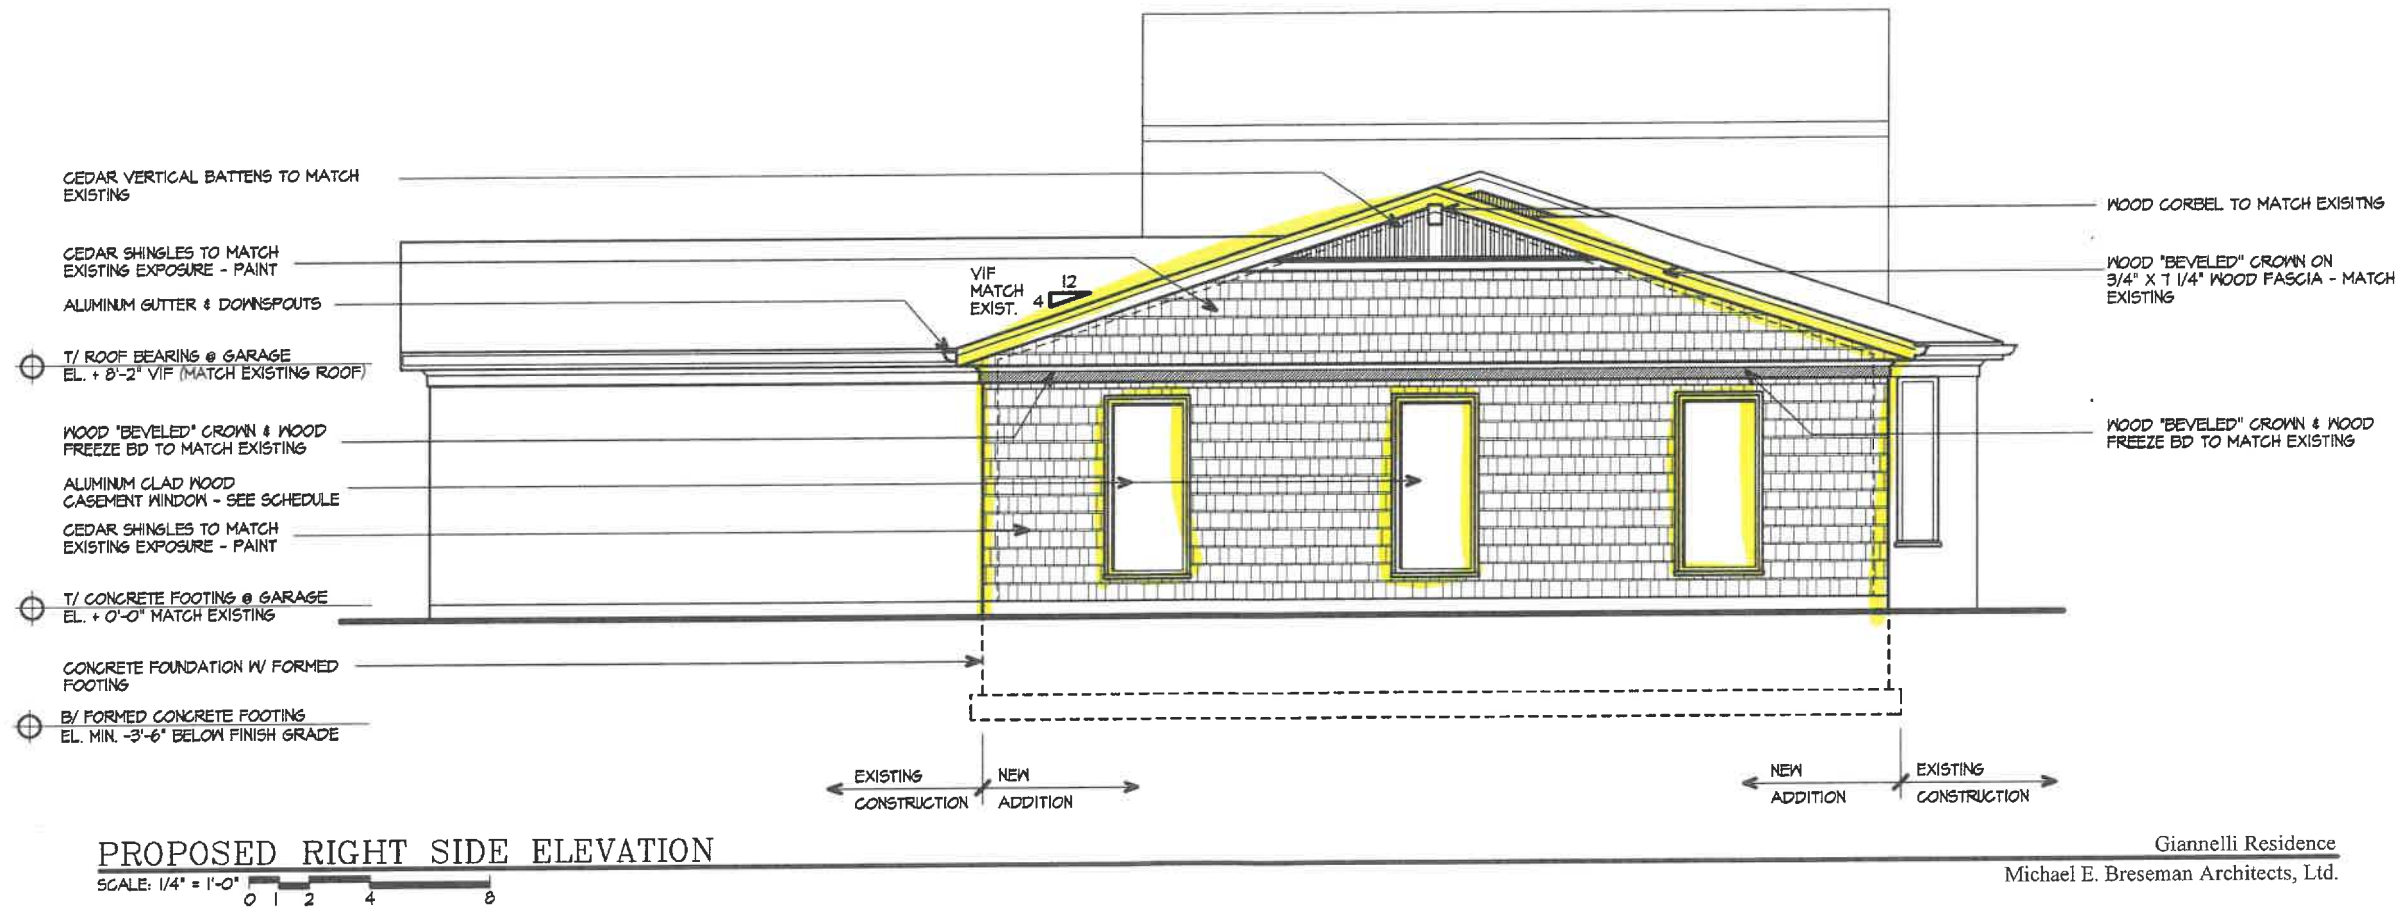 CEDAR VERTICAL BATTENS TO MATCH
EXISTING
CEDAR SHINGLES TO MATCH
EXISTING EXPOSURE - PAINT
ALUMINUM GUTTER & DOWNSPOUTS
T/ ROOF BEARING @ GARAGE
EL. + 8'-2" VIF (MATCH EXISTING ROOF)
WOOD "BEVELED" CROWN & WOOD
FREEZE BD TO MATCH EXISTING
ALUMINUM CLAD WOOD
CASEMENT WINDOW - SEE SCHEDULE
CEDAR SHINGLES TO MATCH
EXISTING EXPOSURE - PAINT
T/ CONCRETE FOOTING @ GARAGE
EL. + 0'-0" MATCH EXISTING
CONCRETE FOUNDATION W/ FORMED
FOOTING
B/ FORMED CONCRETE FOOTING
EL. MIN. -3'-6" BELOW FINISH GRADE
VIF
MATCH
EXIST.
12
4
WOOD CORBEL TO MATCH EXISITNG
WOOD "BEVELED" CROWN ON
3/4" X 7 1/4" WOOD FASCIA - MATCH
EXISTING
WOOD "BEVELED" CROWN & WOOD
FREEZE BD TO MATCH EXISTING
EXISTING
CONSTRUCTION
NEW
ADDITION
NEW
ADDITION
EXISTING
CONSTRUCTION
PROPOSED RIGHT SIDE ELEVATION
SCALE: 1/4" = 1'-0"
0 1 2 4 8
Giannelli Residence
Michael E. Breseman Architects, Ltd.